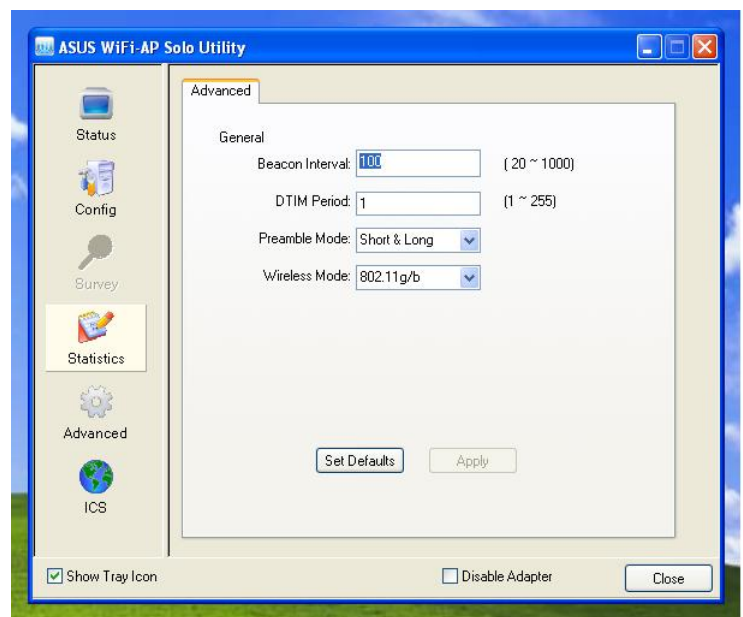 ASUS WiFi-AP Solo Utility
Status
Config
Survey
Statistics
Advanced
ICS
Advanced
General
Beacon Interval: 100 ( 20 ~ 1000)
DTIM Period: 1 (1 ~ 255)
Preamble Mode: Short & Long
Wireless Mode: 802.11g/b
Set Defaults Apply
Show Tray Icon Disable Adapter Close